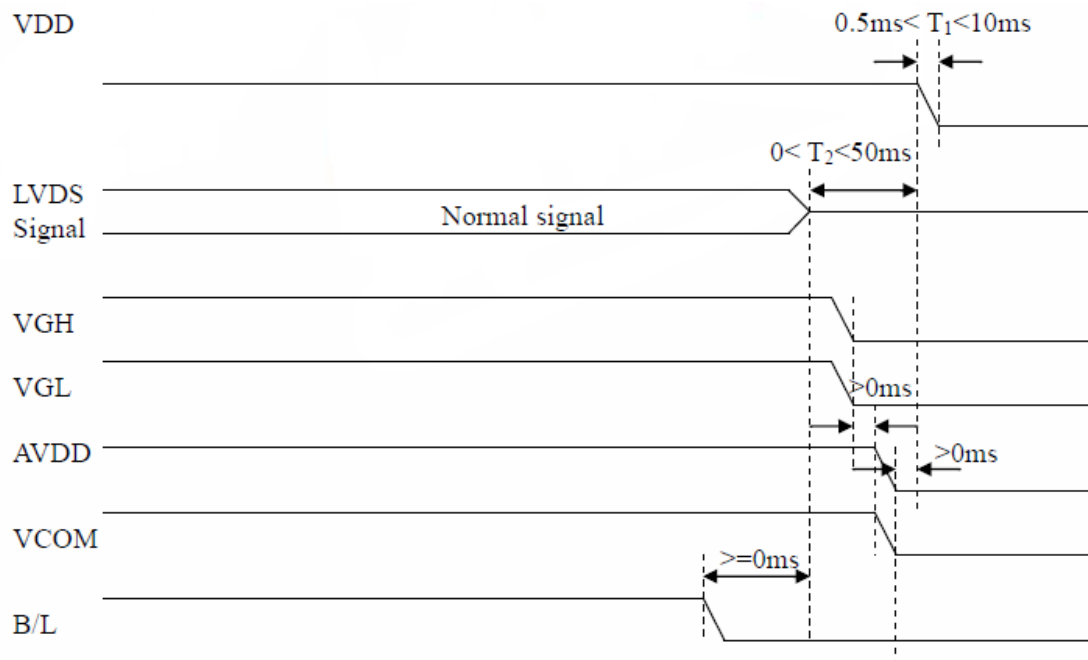 VDD
0.5ms< T₁<10ms
0< T₂<50ms
LVDS
Signal
Normal signal
VGH
VGL
>0ms
AVDD
>0ms
VCOM
>=0ms
B/L